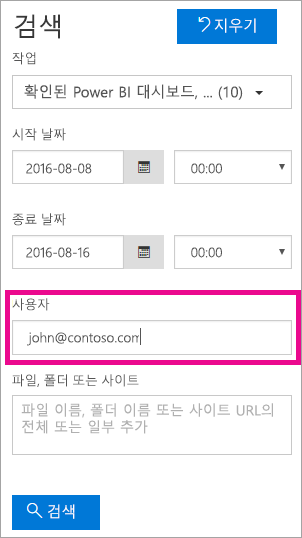 검색
지우기
작업
확인된 Power BI 대시보드, ... (10)
시작 날짜
2016-08-08
00:00
종료 날짜
2016-08-16
00:00
사용자
john@contoso.com
파일, 폴더 또는 사이트
파일 이름, 폴더 이름 또는 사이트 URL의
전체 또는 일부 추가
검색